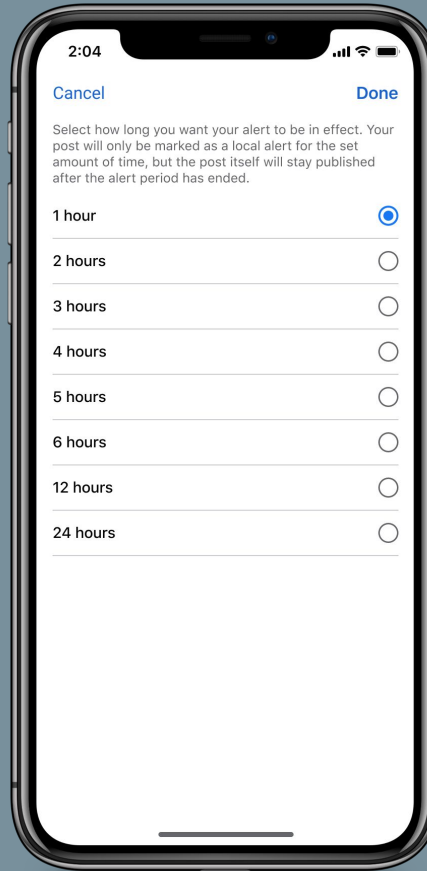 2:04
Cancel Done
Select how long you want your alert to be in effect. Your
post will only be marked as a local alert for the set
amount of time, but the post itself will stay published
after the alert period has ended.
1 hour
2 hours
3 hours
4 hours
5 hours
6 hours
12 hours
24 hours